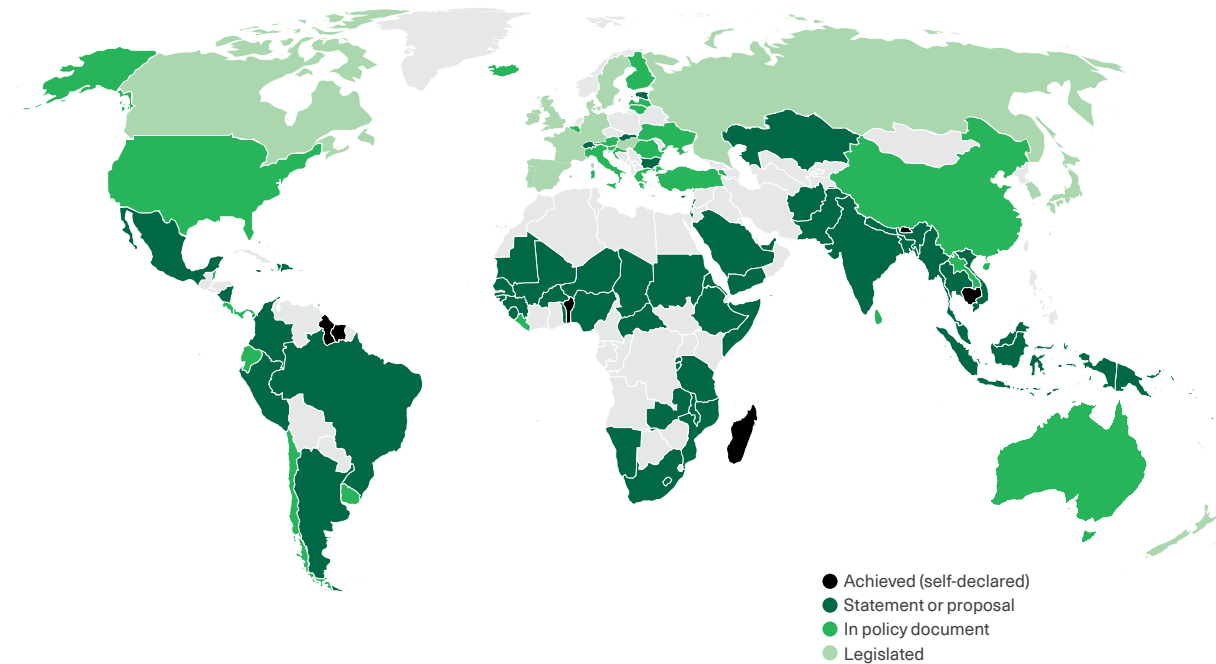 Achieved (self-declared)
Statement or proposal
In policy document
Legislated